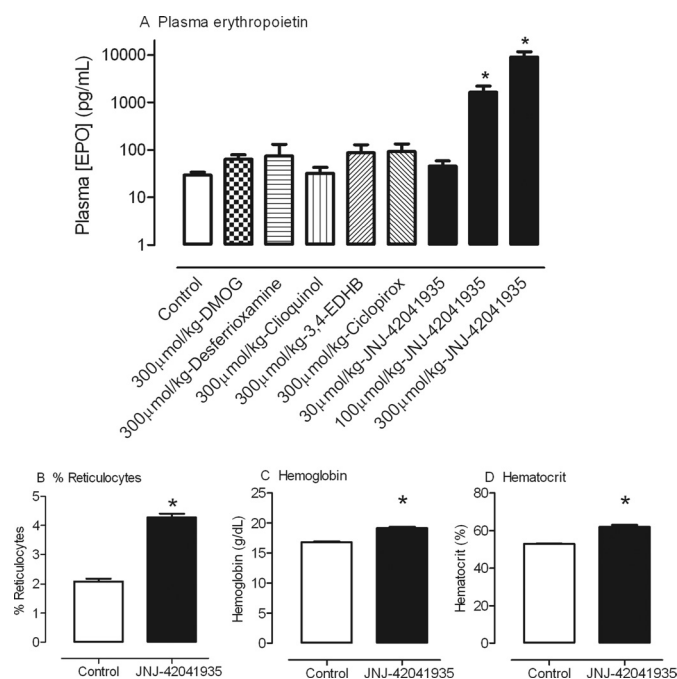 A Plasma erythropoietin
Plasma [EPO] (pg/mL)
10000
1000
100
10
1
*
*
Control
300μmol/kg-DMOG
300μmol/kg-Desferrioxamine
300μmol/kg-Clioquinol
300μmol/kg-3,4-EDHB
300μmol/kg-Ciclopirox
30μmol/kg-JNJ-42041935
100μmol/kg-JNJ-42041935
300μmol/kg-JNJ-42041935
B % Reticulocytes
% Reticulocytes
5
4
3
2
1
0
*
Control
JNJ-42041935
C Hemoglobin
Hemoglobin (g/dL)
25
20
15
10
5
0
*
Control
JNJ-42041935
D Hematocrit
Hematocrit (%)
80
60
40
20
0
*
Control
JNJ-42041935